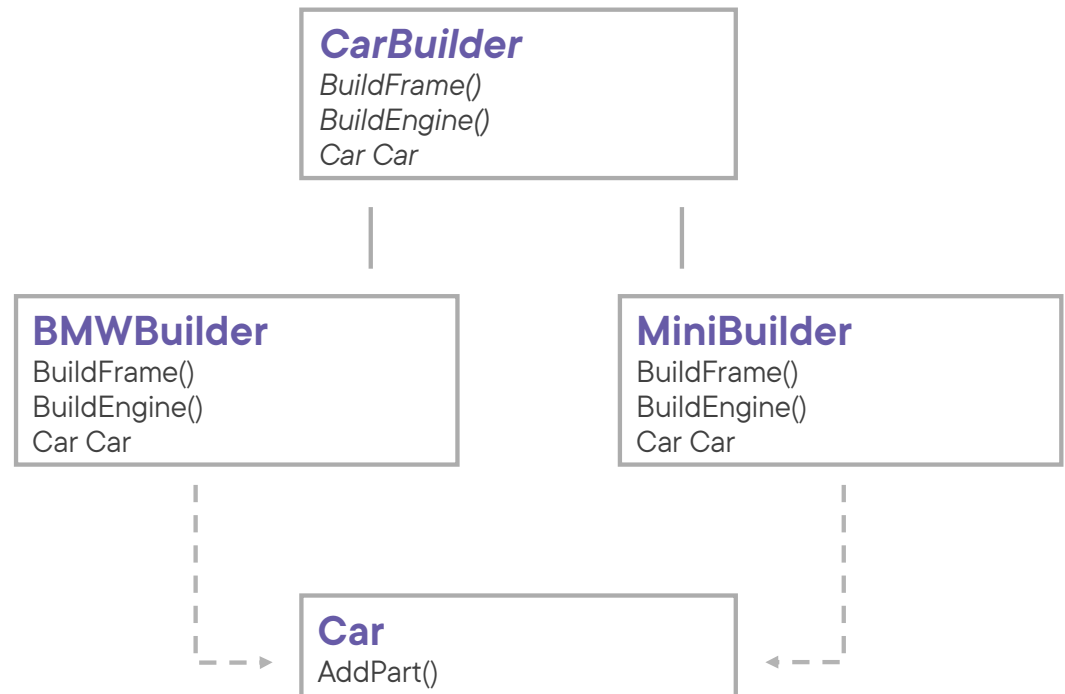 CarBuilder
BuildFrame()
BuildEngine()
Car Car
BMWBuilder
BuildFrame()
BuildEngine()
Car Car
MiniBuilder
BuildFrame()
BuildEngine()
Car Car
Car
AddPart()